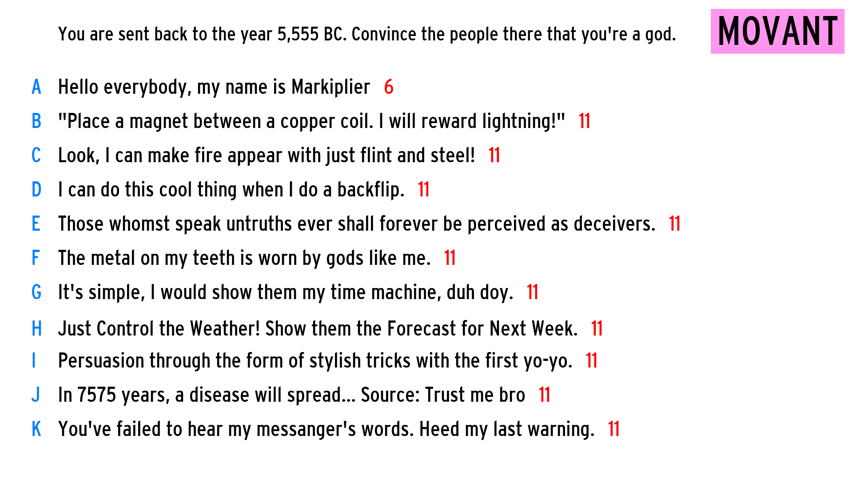 You are sent back to the year 5,555 BC. Convince the people there that you're a god.
MOVANT
A Hello everybody, my name is Markiplier 6
B "Place a magnet between a copper coil. I will reward lightning!" 11
C Look, I can make fire appear with just flint and steel! 11
D I can do this cool thing when I do a backflip. 11
E Those whomst speak untruths ever shall forever be perceived as deceivers. 11
F The metal on my teeth is worn by gods like me. 11
G It's simple, I would show them my time machine, duh doy. 11
H Just Control the Weather! Show them the Forecast for Next Week. 11
I Persuasion through the form of stylish tricks with the first yo-yo. 11
J In 7575 years, a disease will spread... Source: Trust me bro 11
K You've failed to hear my messanger's words. Heed my last warning. 11